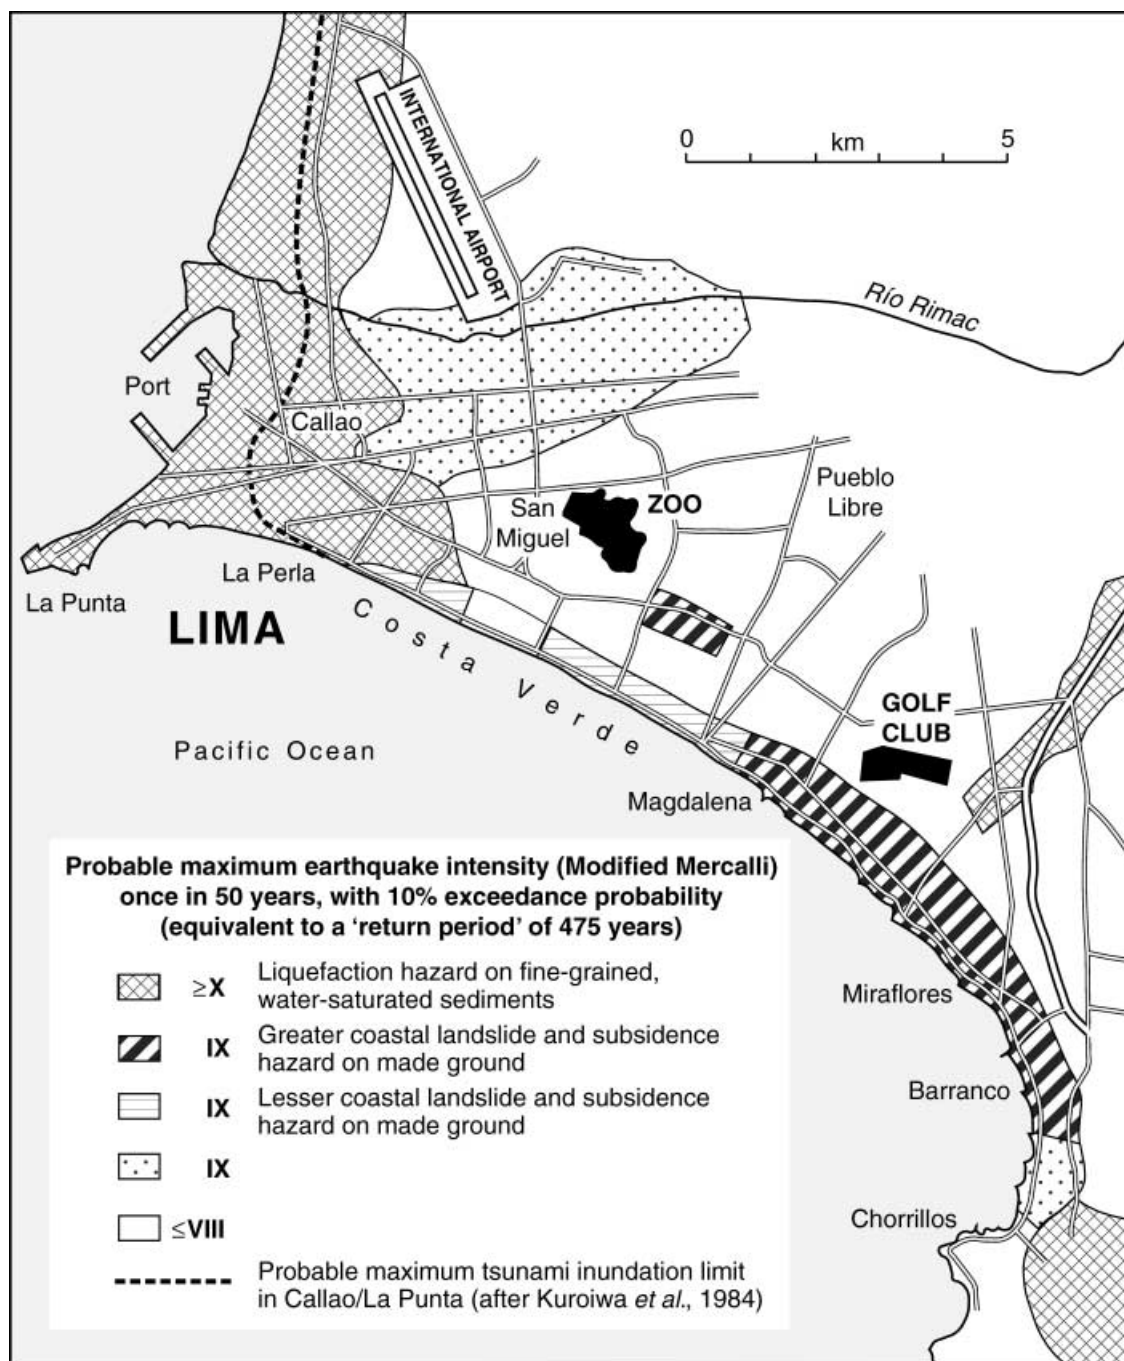 INTERNATIONAL AIRPORT
0 km 5
Río Rimac
Port
Callao
San
Miguel
ZOO
Pueblo
Libre
La Perla
La Punta
LIMA
Costa Verde
Pacific Ocean
GOLF
CLUB
Magdalena
Miraflores
Barranco
Chorrillos
Probable maximum earthquake intensity (Modified Mercalli)
once in 50 years, with 10% exceedance probability
(equivalent to a ‘return period’ of 475 years)
≥X Liquefaction hazard on fine-grained,
water-saturated sediments
IX Greater coastal landslide and subsidence
hazard on made ground
IX Lesser coastal landslide and subsidence
hazard on made ground
IX
≤VIII
Probable maximum tsunami inundation limit
in Callao/La Punta (after Kuroiwa et al., 1984)